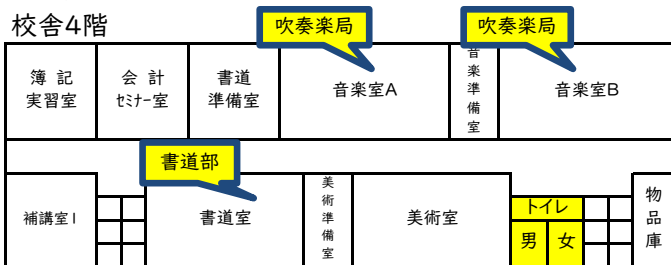 校舎4階
吹奏楽局
吹奏楽局
簿 記
実習室
会 計
ｾﾐﾅｰ室
書道
準備室
音楽室A
音楽準備室
音楽室B
書道部
補講室Ⅰ
書道室
美術準備室
美術室
トイレ
男 女
物品庫